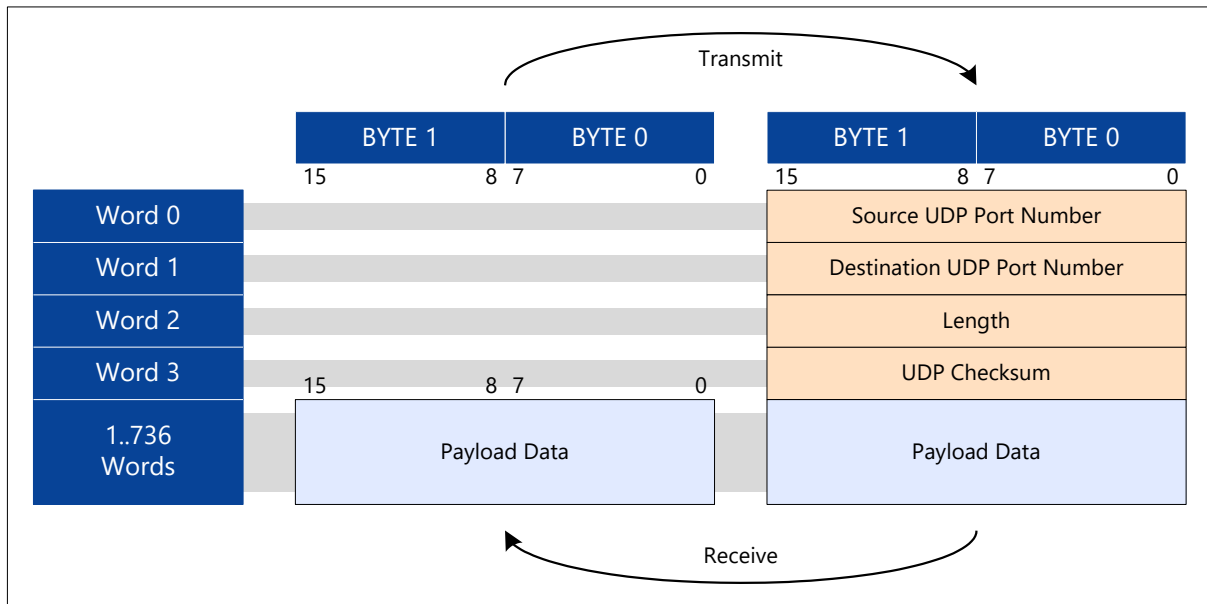 Transmit
BYTE 1 BYTE 0 BYTE 1 BYTE 0
15 8 7 0 15 8 7 0
Word 0 Source UDP Port Number
Word 1 Destination UDP Port Number
Word 2 Length
Word 3 UDP Checksum
15 8 7 0
1..736
Words
Payload Data Payload Data
Receive